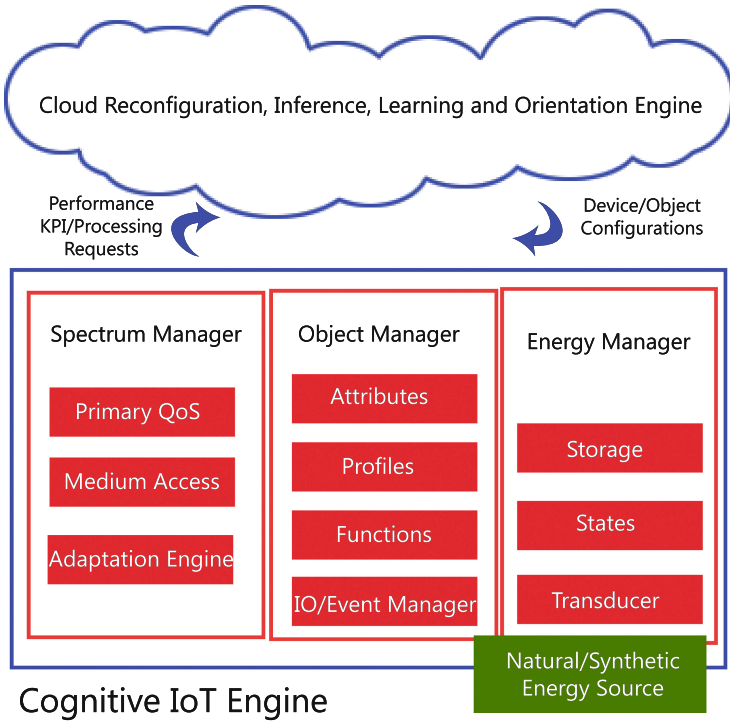 Cloud Reconfiguration, Inference, Learning and Orientation Engine
Performance
KPI/Processing
Requests
Device/Object
Configurations
Spectrum Manager
Primary QoS
Medium Access
Adaptation Engine
Object Manager
Attributes
Profiles
Functions
IO/Event Manager
Energy Manager
Storage
States
Transducer
Natural/Synthetic
Energy Source
Cognitive IoT Engine